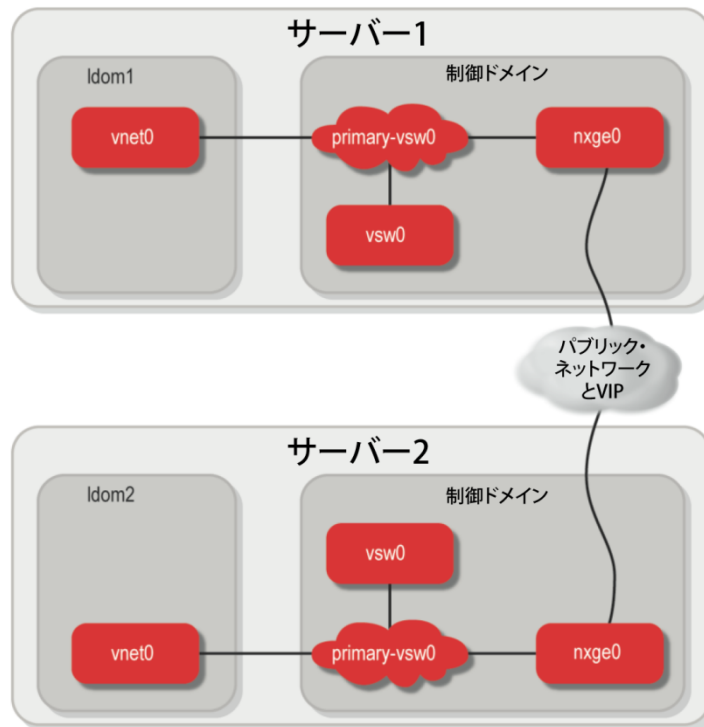 サーバー1
ldom1
制御ドメイン
vnet0
primary-vsw0
nxge0
vsw0
パブリック・
ネットワーク
とVIP
サーバー2
ldom2
制御ドメイン
vsw0
vnet0
primary-vsw0
nxge0